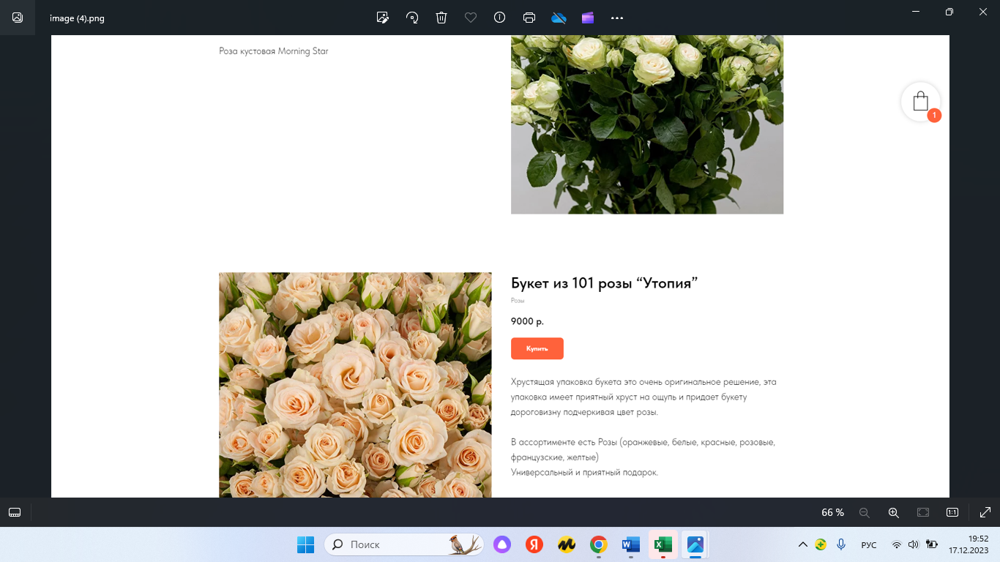 image (4).png
Роза кустовая Morning Star
1
Букет из 101 розы “Утопия”
Розы
9000 р.
Купить
Хрустящая упаковка букета это очень оригинальное решение, эта
упаковка имеет приятный хруст на ощупь и придает букету
дороговизну подчеркивая цвет розы.
В ассортименте есть Розы (оранжевые, белые, красные, розовые,
французские, желтые)
Универсальный и приятный подарок.
66 %
1:1
Поиск
Я
W
X
РУС
19:52
17.12.2023